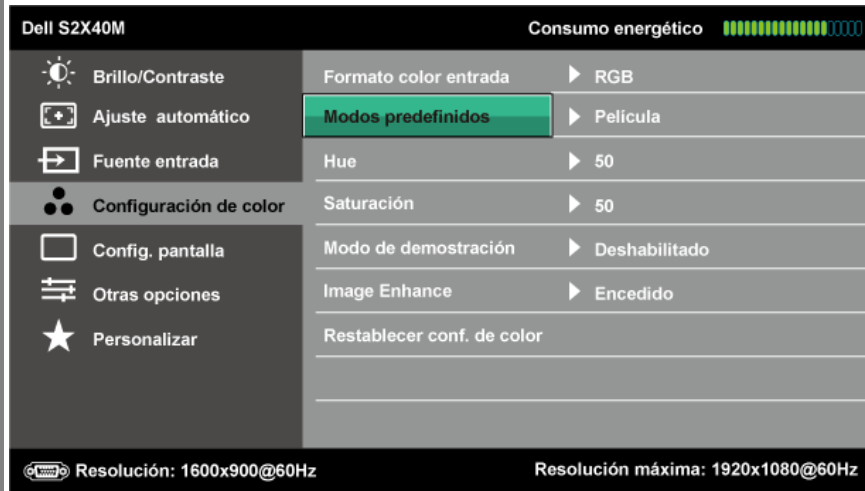 Dell S2X40M Consumo energético
Brillo/Contraste Formato color entrada RGB
Ajuste automático Modos predefinidos Película
Fuente entrada Hue 50
Configuración de color Saturación 50
Config. pantalla Modo de demostración Deshabilitado
Otras opciones Image Enhance Encedido
Personalizar Restablecer conf. de color
Resolución: 1600x900@60Hz Resolución máxima: 1920x1080@60Hz